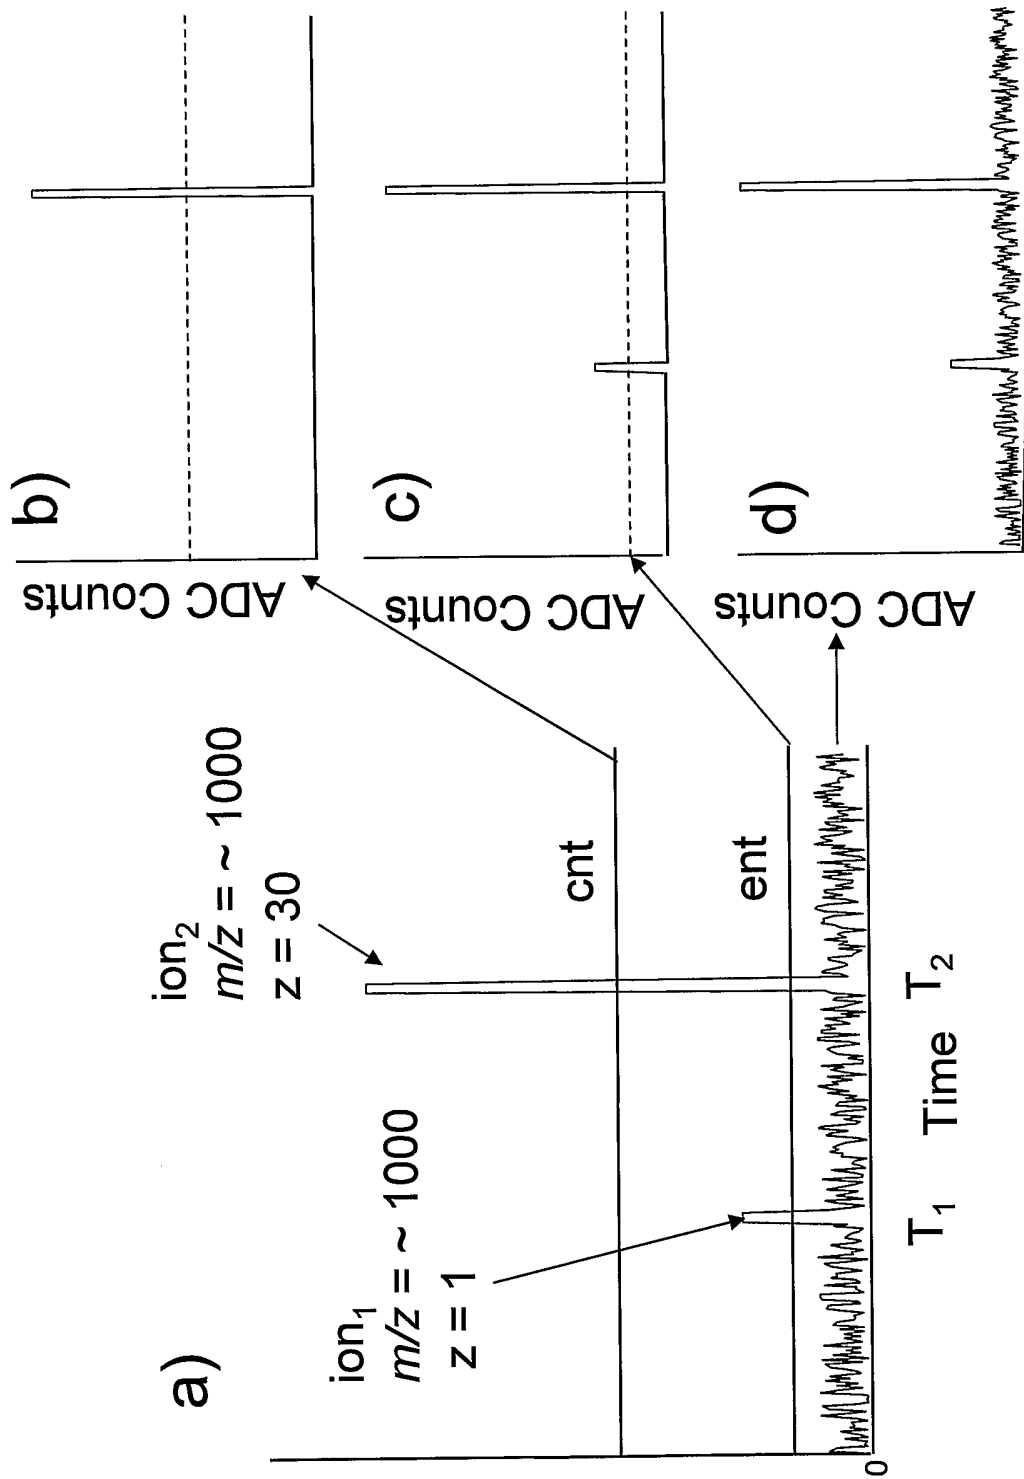 a)
ion₁
m/z = ~ 1000
z = 1
ion₂
m/z = ~ 1000
z = 30
cnt
ent
0
T₁
Time
T₂
b)
ADC Counts
c)
ADC Counts
d)
ADC Counts